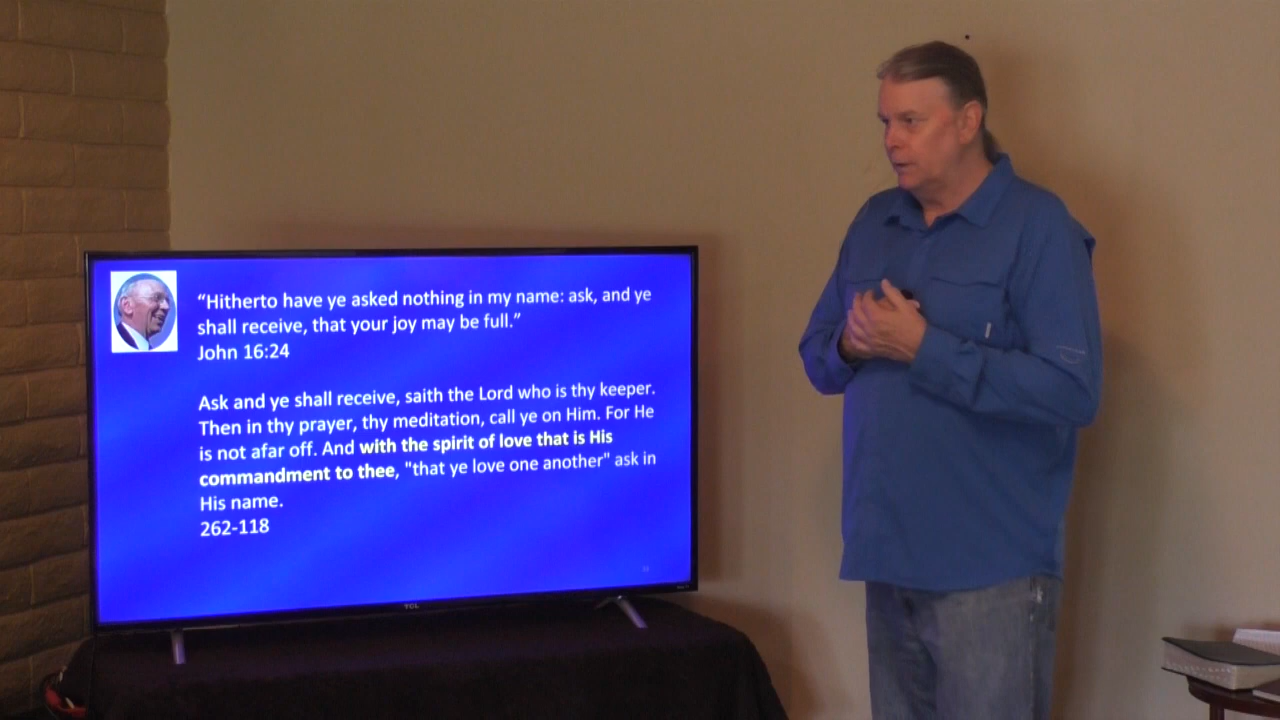 “Hitherto have ye asked nothing in my name: ask, and ye
shall receive, that your joy may be full.”
John 16:24
Ask and ye shall receive, saith the Lord who is thy keeper.
Then in thy prayer, thy meditation, call ye on Him. For He
is not afar off. And with the spirit of love that is His
commandment to thee, "that ye love one another" ask in
His name.
262-118
TCL